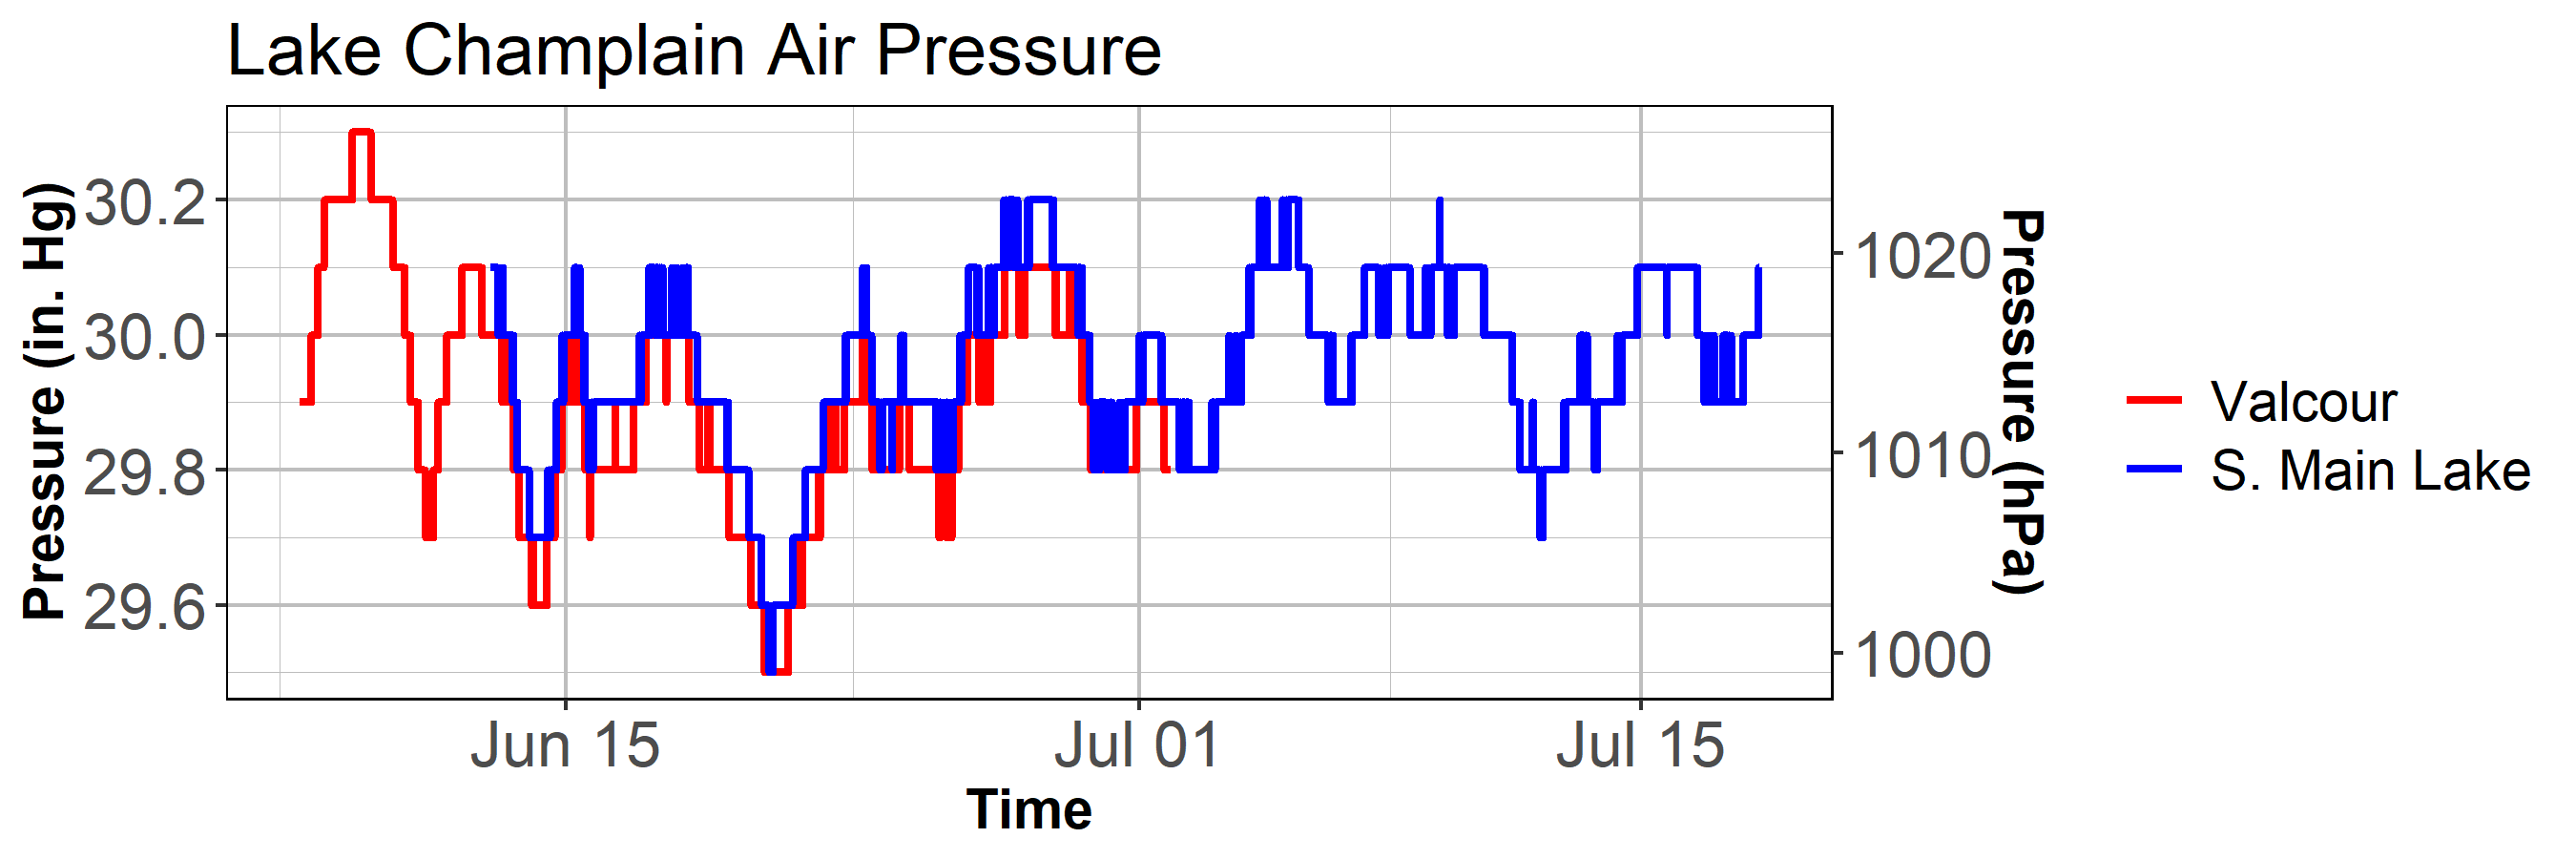 Lake Champlain Air Pressure
Pressure (in. Hg)
30.2
30.0
29.8
29.6
1020
1010
1000
Pressure (hPa)
Valcour
S. Main Lake
Jun 15
Jul 01
Jul 15
Time